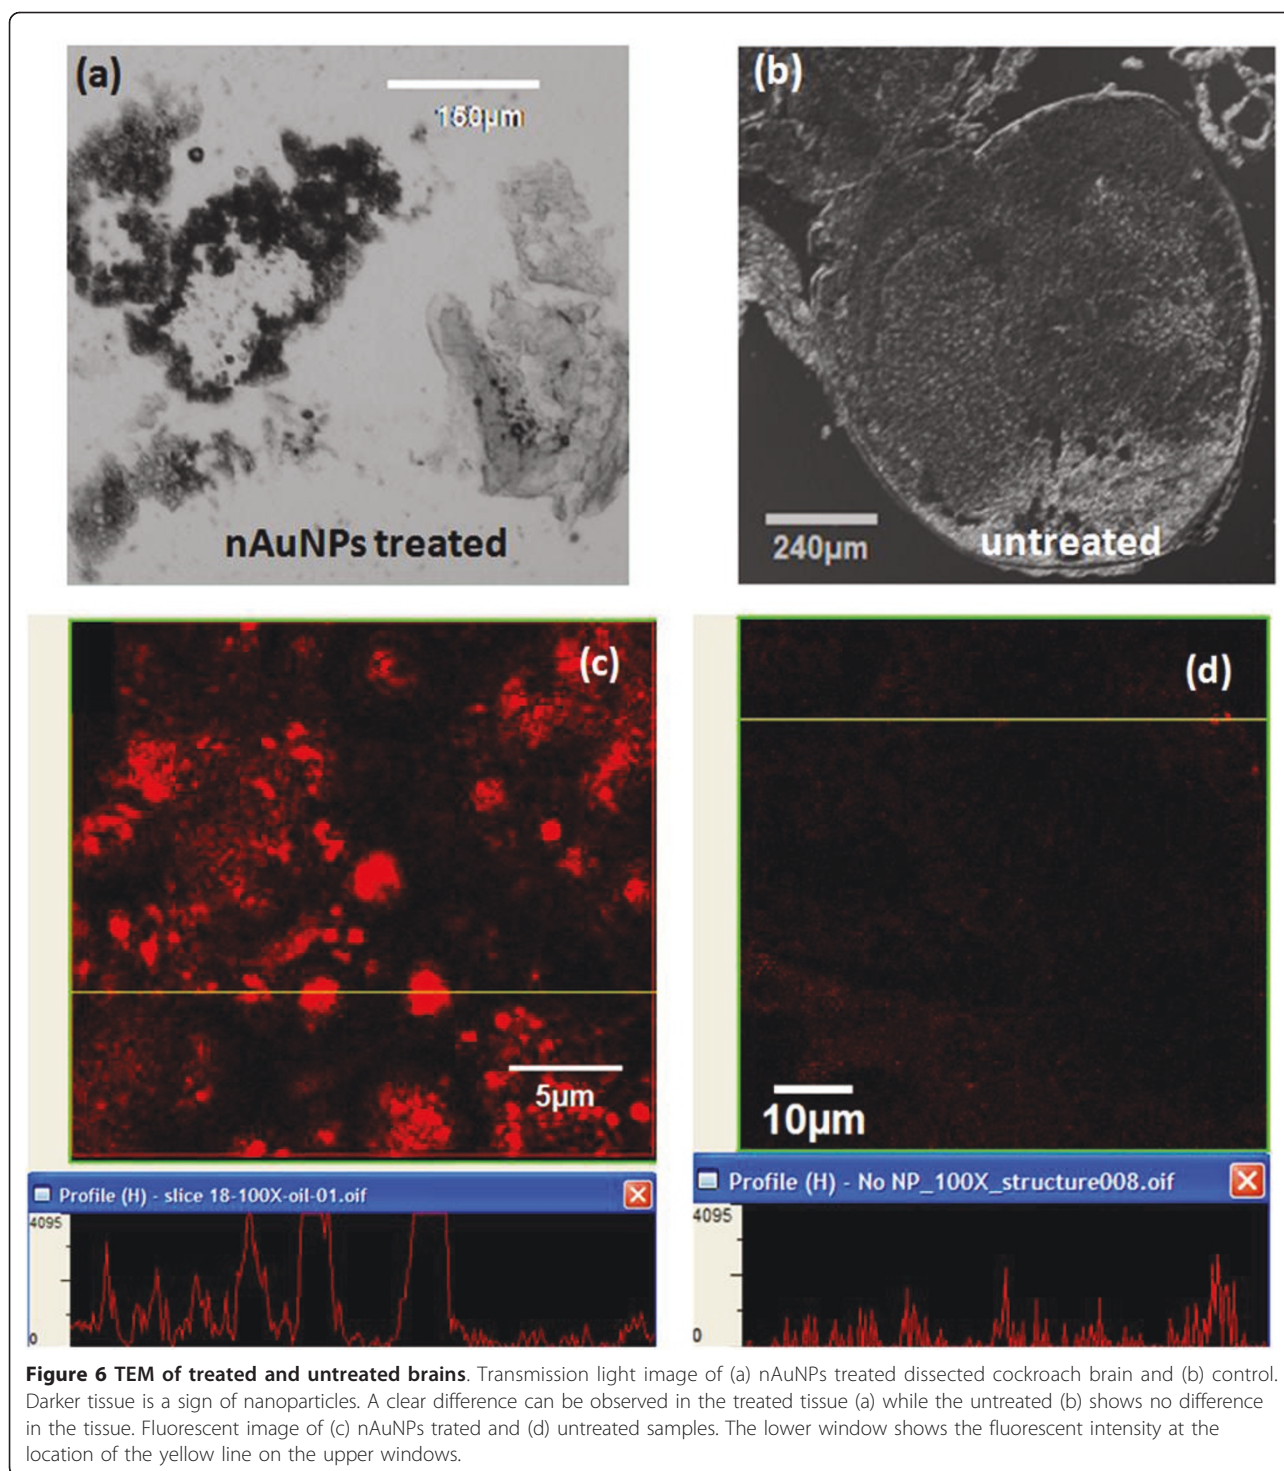 (a)
150µm
nAuNPs treated
(b)
240µm
untreated
(c)
5µm
(d)
10µm
Profile (H) - slice 18-100X-oil-01.oif
4095
0
Profile (H) - No NP_100X_structure008.oif
4095
0
Figure 6 TEM of treated and untreated brains. Transmission light image of (a) nAuNPs treated dissected cockroach brain and (b) control.
Darker tissue is a sign of nanoparticles. A clear difference can be observed in the treated tissue (a) while the untreated (b) shows no difference
in the tissue. Fluorescent image of (c) nAuNPs trated and (d) untreated samples. The lower window shows the fluorescent intensity at the
location of the yellow line on the upper windows.